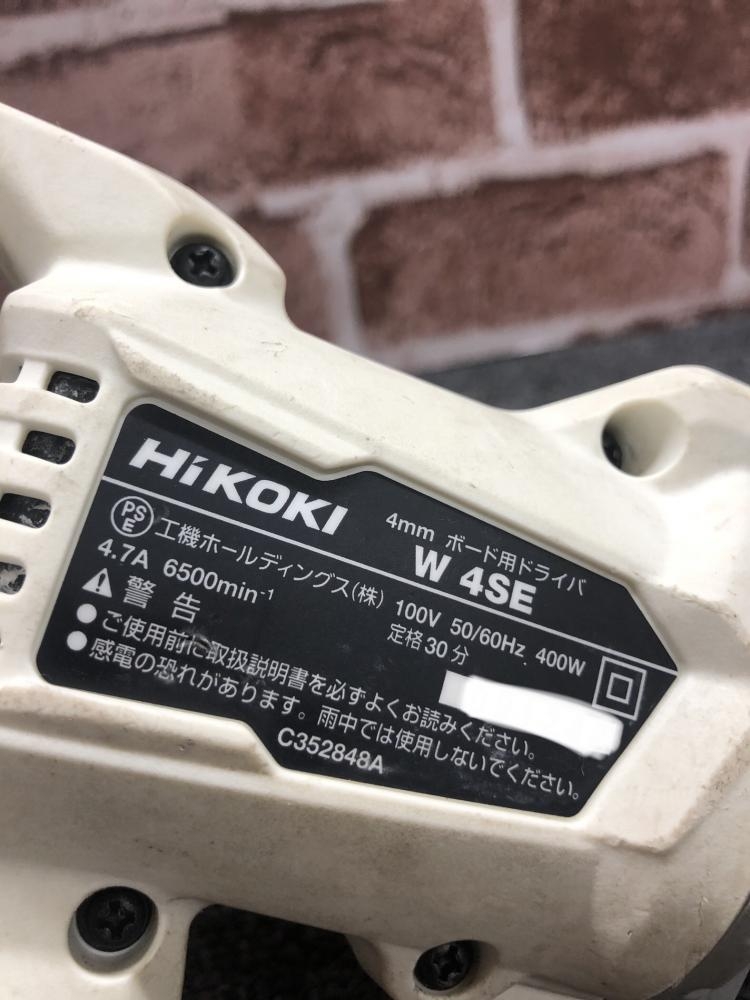 HiKOKI
4mm ボード用ドライバ
W 4SE
PSE 工機ホールディングス(株) 100V 50/60Hz 400W
4.7A 6500min-1 定格30分
警告
●ご使用前に取扱説明書を必ずよくお読みください。
●感電の恐れがあります。雨中では使用しないでください。
C352848A